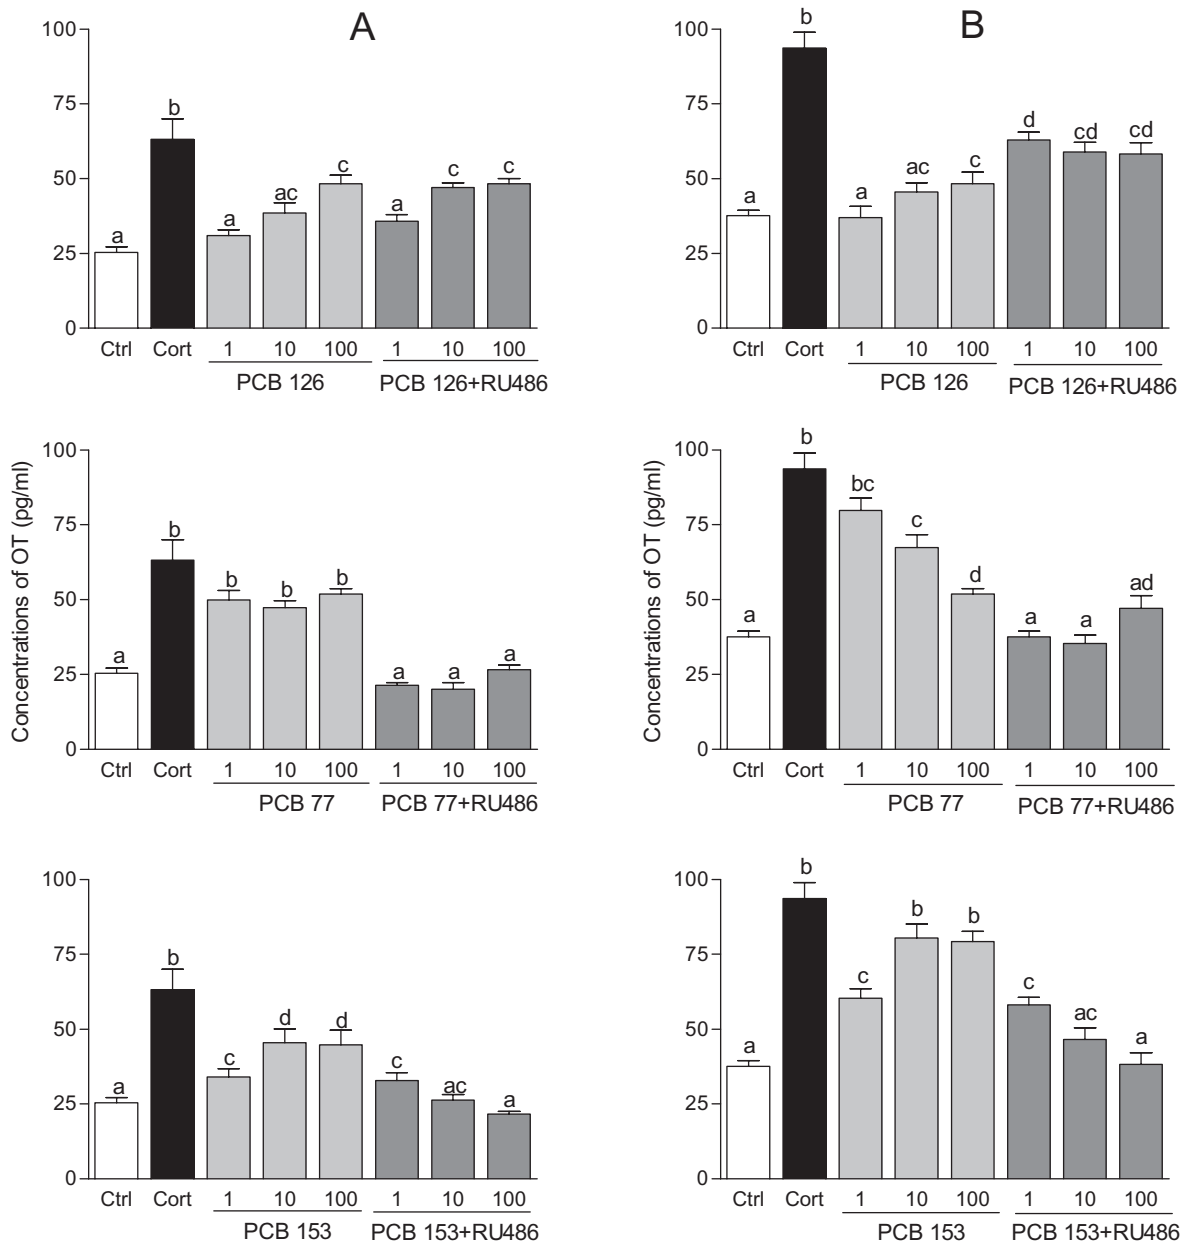 A
100
75
50
25
0
a
b
a
ac
c
a
c
c
Ctrl Cort 1 10 100 1 10 100
PCB 126 PCB 126+RU486
B
100
75
50
25
0
a
b
a
ac
c
d
cd
cd
Ctrl Cort 1 10 100 1 10 100
PCB 126 PCB 126+RU486
Concentrations of OT (pg/ml)
100
75
50
25
0
a
b
b
b
b
a
a
a
Ctrl Cort 1 10 100 1 10 100
PCB 77 PCB 77+RU486
Concentrations of OT (pg/ml)
100
75
50
25
0
a
b
bc
c
d
a
a
ad
Ctrl Cort 1 10 100 1 10 100
PCB 77 PCB 77+RU486
100
75
50
25
0
a
b
c
d
d
c
ac
a
Ctrl Cort 1 10 100 1 10 100
PCB 153 PCB 153+RU486
100
75
50
25
0
a
b
c
b
b
c
ac
a
Ctrl Cort 1 10 100 1 10 100
PCB 153 PCB 153+RU486